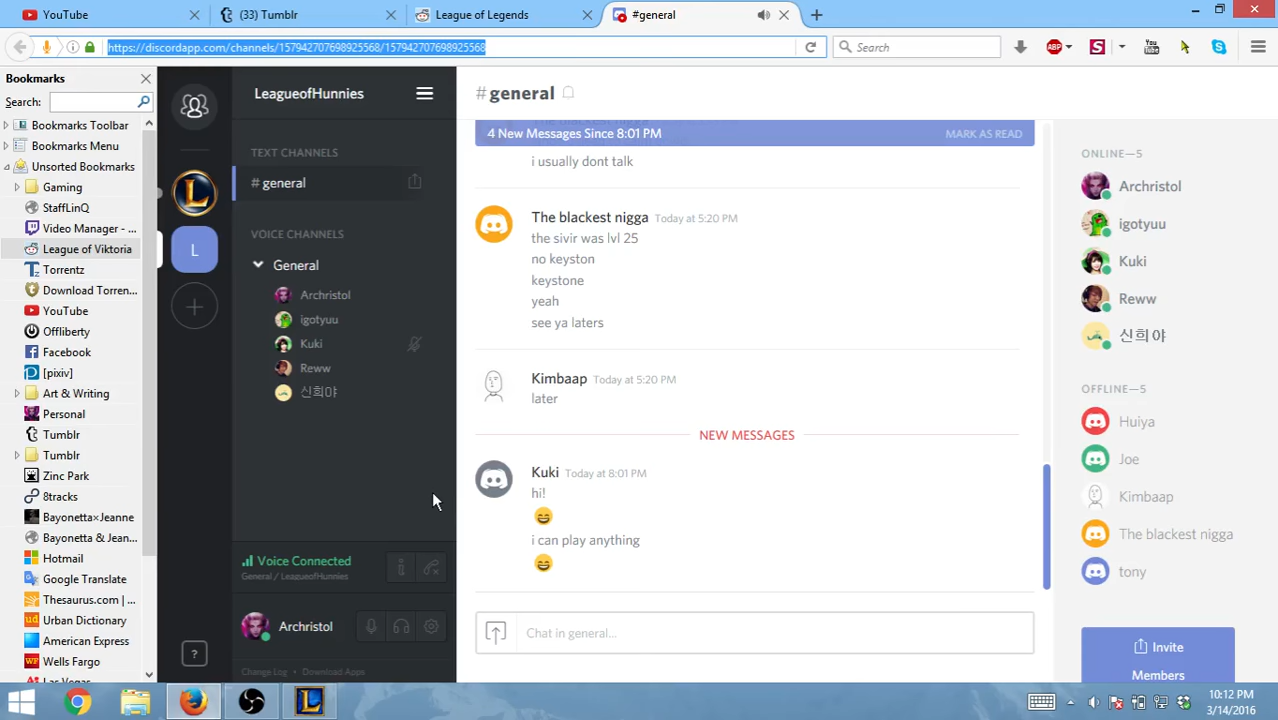 YouTube
(33) Tumblr
League of Legends
#general
https://discordapp.com/channels/157942707698925568/157942707698925568
Search
Bookmarks
Search:
Bookmarks Toolbar
Bookmarks Menu
Unsorted Bookmarks
Gaming
StaffLinQ
Video Manager - ...
League of Viktoria
Torrentz
Download Torren...
YouTube
Offliberty
Facebook
[pixiv]
Art & Writing
Personal
Tumblr
Tumblr
Zinc Park
8tracks
Bayonetta×Jeanne
Bayonetta & Jean...
Hotmail
Google Translate
Thesaurus.com | ...
Urban Dictionary
American Express
Wells Fargo
L
?
LeagueofHunnies
TEXT CHANNELS
# general
VOICE CHANNELS
General
Archristol
igotyuu
Kuki
Reww
신희야
Voice Connected
General / LeagueofHunnies
Archristol
Change Log • Download Apps
#general
4 New Messages Since 8:01 PM MARK AS READ
i usually dont talk
The blackest nigga Today at 5:20 PM
the sivir was lvl 25
no keyston
keystone
yeah
see ya laters
Kimbaap Today at 5:20 PM
later
NEW MESSAGES
Kuki Today at 8:01 PM
hi!
i can play anything
Chat in general...
ONLINE—5
Archristol
igotyuu
Kuki
Reww
신희야
OFFLINE—5
Huiya
Joe
Kimbaap
The blackest nigga
tony
Invite
Members
10:12 PM
3/14/2016